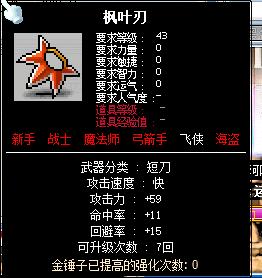 枫叶刃
要求等级： 43
要求力量： 0
要求敏捷： 0
要求智力： 0
要求运气： 0
要求人气度：-
道具等级： -
道具经验值： -
新手 战士 魔法师 弓箭手 飞侠 海盗
武器分类 : 短刀
攻击速度 : 快
攻击力 : +59
命中率 : +11
回避率 : +15
可升级次数 : 7回
金锤子已提高的强化次数: 0